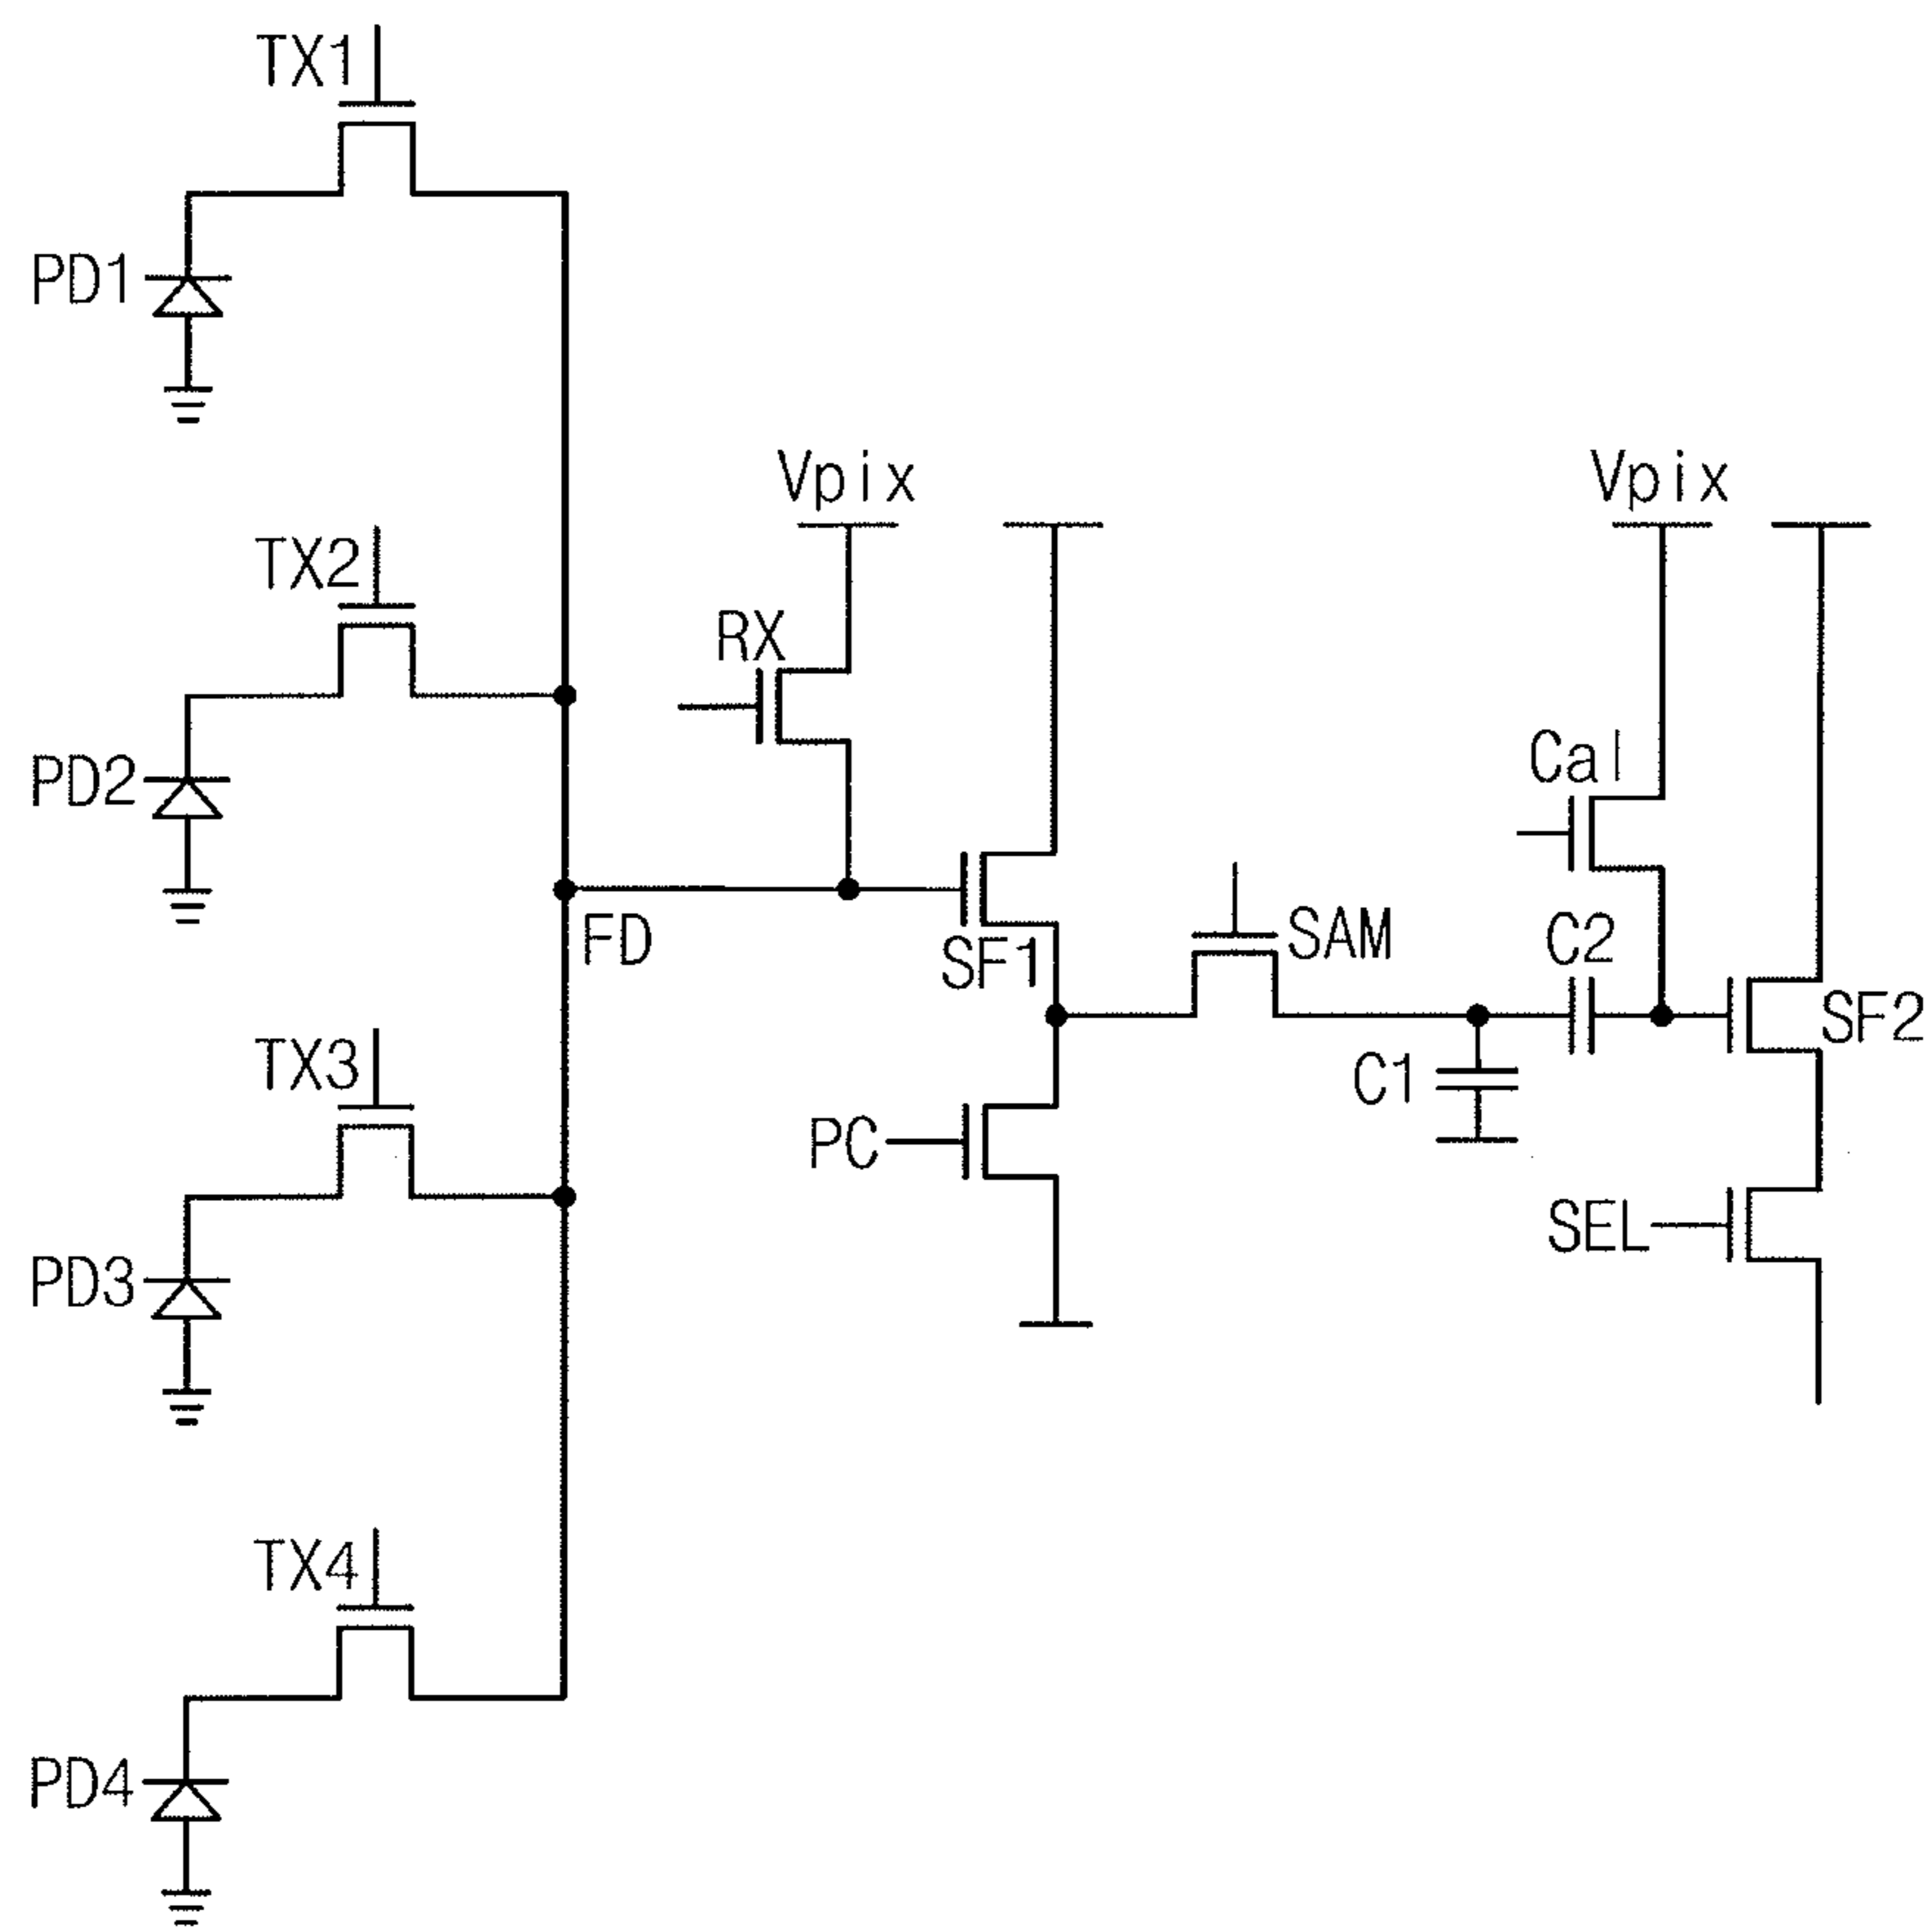 TX1
PD1
Vpix
Vpix
TX2
RX
PD2
Cal
FD
SF1
SAM
C2
SF2
TX3
C1
PC
SEL
PD3
TX4
PD4